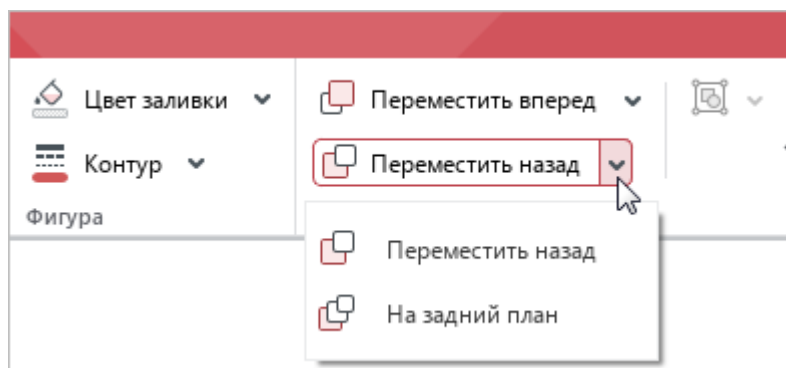 Цвет заливки
Контур
Фигура
Переместить вперед
Переместить назад
Переместить назад
На задний план